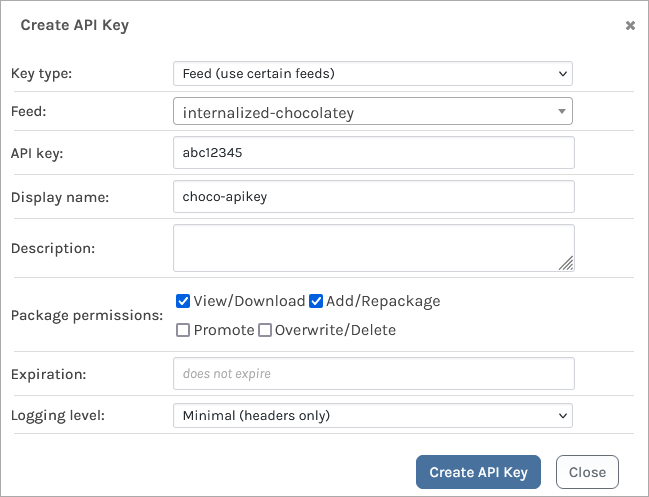 Create API Key ✖
Key type: Feed (use certain feeds)
Feed: internalized-chocolatey
API key: abc12345
Display name: choco-apikey
Description:
Package permissions: View/Download Add/Repackage
Promote Overwrite/Delete
Expiration: does not expire
Logging level: Minimal (headers only)
Create API Key Close